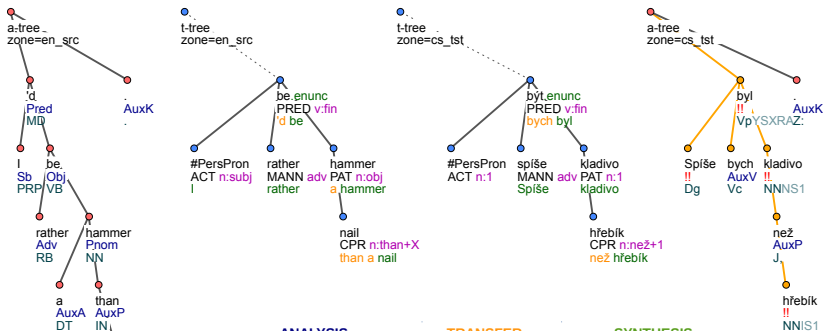 a-tree
zone=en_src
'd
Pred
MD
.
AuxK
.
I
Sb
PRP
be
Obj
VB
rather
Adv
RB
hammer
Pnom
NN
a
AuxA
DT
than
AuxP
IN
t-tree
zone=en_src
be enunc
PRED v:fin
'd be
#PersPron
ACT n:subj
I
rather
MANN adv
rather
hammer
PAT n:obj
a hammer
nail
CPR n:than+X
than a nail
t-tree
zone=cs_tst
být enunc
PRED v:fin
bych byl
#PersPron
ACT n:1
spíše
MANN adv
Spíše
kladivo
PAT n:1
kladivo
hřebík
CPR n:než+1
než hřebík
a-tree
zone=cs_tst
byl
!!
VpYSXRA
.
AuxK
Z:
Spíše
!!
Dg
bych
AuxV
Vc
kladivo
!!
NNNS1
než
AuxP
J,
hřebík
!!
NNIS1
ANALYSIS
TRANSFER
SYNTHESIS